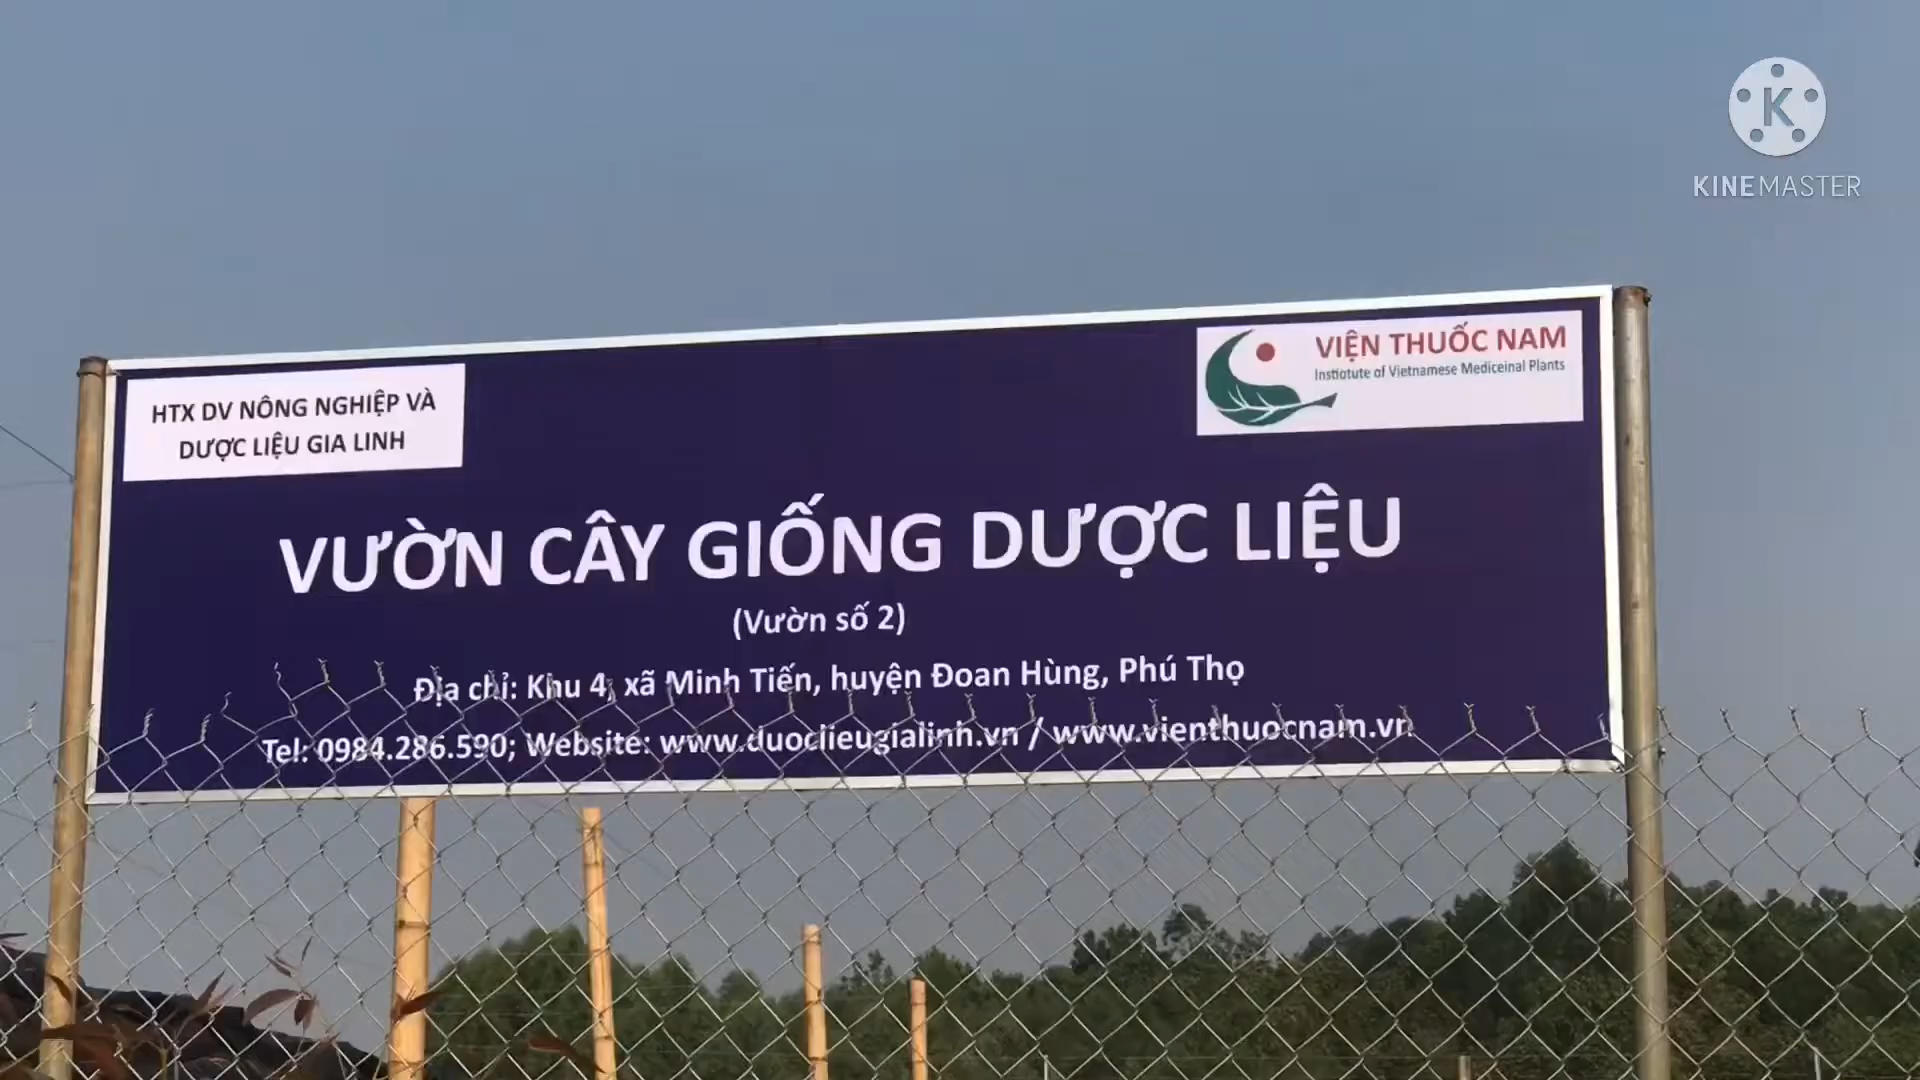 KINEMASTER
HTX DV NÔNG NGHIỆP VÀ
DƯỢC LIỆU GIA LINH
VIỆN THUỐC NAM
Instiotute of Vietnamese Mediceinal Plants
VƯỜN CÂY GIỐNG DƯỢC LIỆU
(Vườn số 2)
Địa chỉ: Khu 4, xã Minh Tiến, huyện Đoan Hùng, Phú Thọ
Tel: 0984.286.590; Website: www.duoclieugialinh.vn / www.vienthuocnam.vn